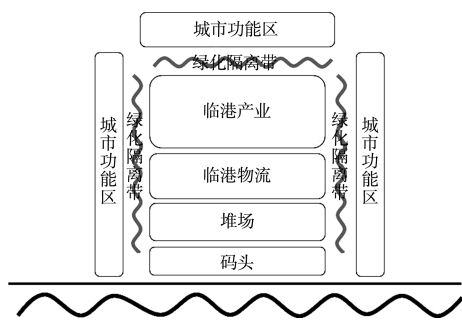 城市功能区
绿化隔离带
城市功能区
绿化隔离带
临港产业
临港物流
堆场
码头
绿化隔离带
城市功能区